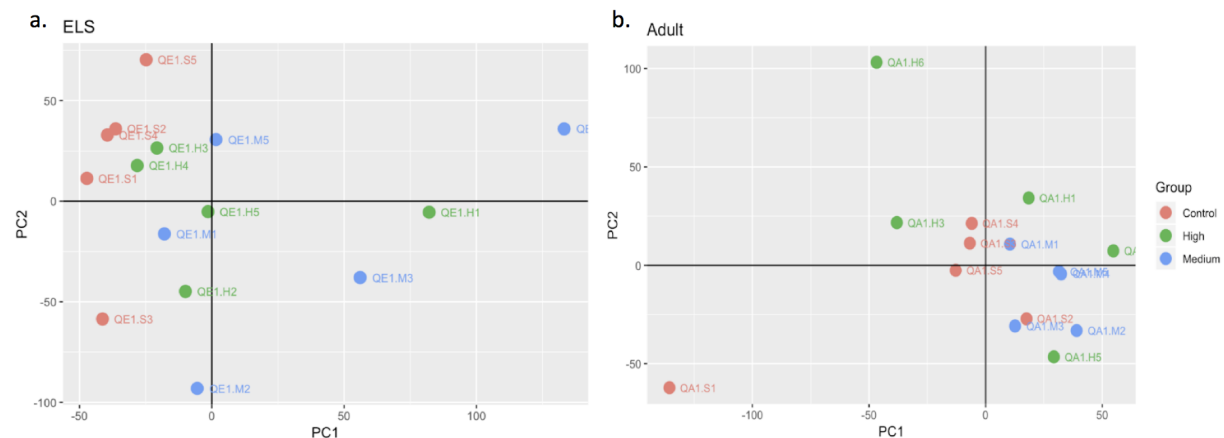 a.
ELS
QE1.S5
50
QE1.S2
QE1.S4
QE1.H3
QE1.M5
QE
QE1.H4
QE1.S1
0
QE1.H5
QE1.H1
QE1.M1
QE1.M3
QE1.H2
-50
QE1.S3
QE1.M2
-100
-50
0
50
100
PC1
PC2
b.
Adult
100
QA1.H6
50
QA1.H1
QA1.H3
QA1.S4
QA1.M1
QA
0
QA1.S5
QA1.M4
QA1.S2
QA1.M3
QA1.M2
-50
QA1.H5
QA1.S1
-100
-50
0
50
PC1
PC2
Group
Control
High
Medium